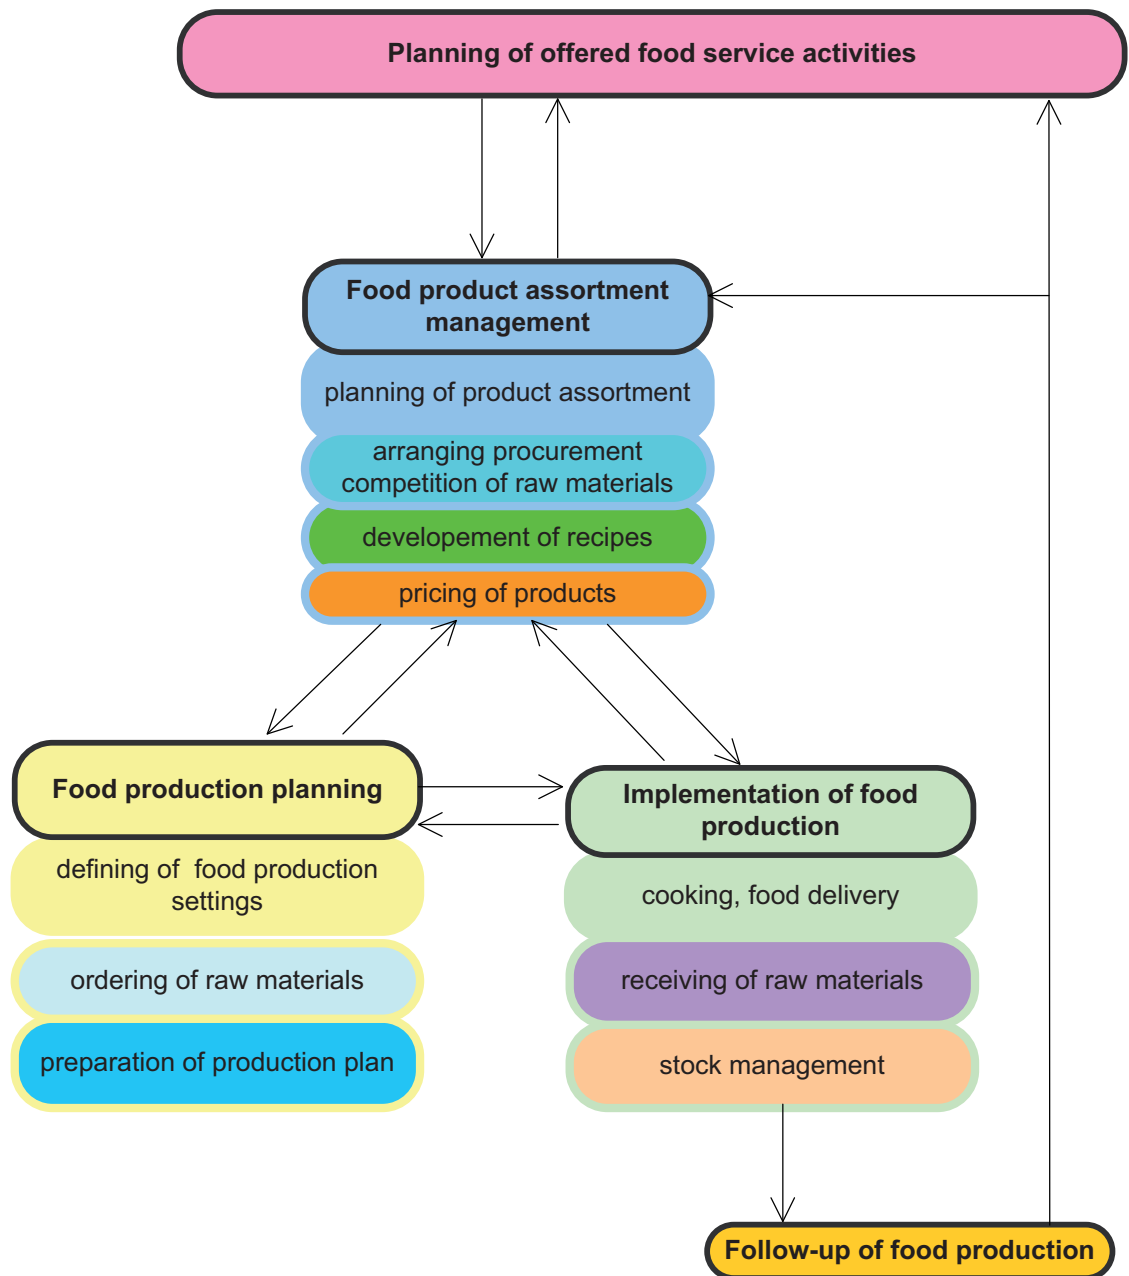 Planning of offered food service activities
Food product assortment
management
planning of product assortment
arranging procurement
competition of raw materials
developement of recipes
pricing of products
Food production planning
defining of  food production
settings
ordering of raw materials
preparation of production plan
Implementation of food
production
cooking, food delivery
receiving of raw materials
stock management
Follow-up of food production